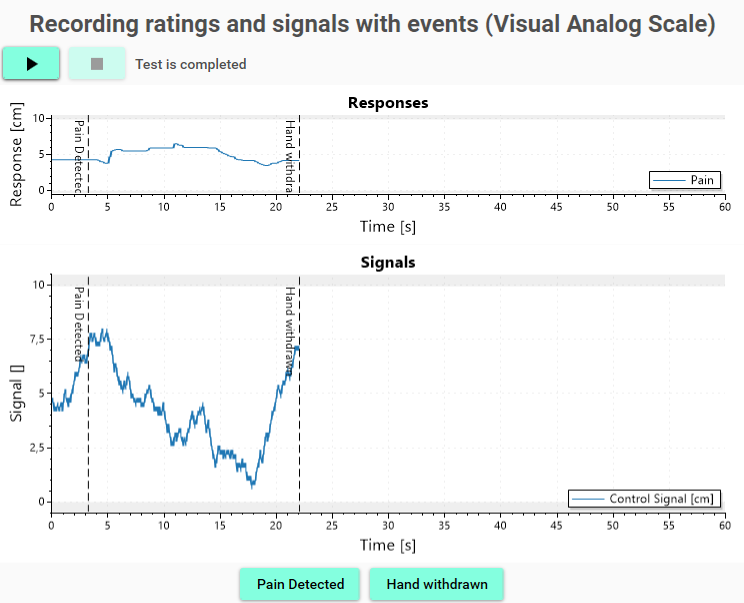 Recording ratings and signals with events (Visual Analog Scale)
Test is completed
Responses
Response [cm]
10
5
0
Pain Detected
Hand withdra
Pain
0 5 10 15 20 25 30 35 40 45 50 55 60
Time [s]
Signals
Signal []
10
7,5
5
2,5
0
Pain Detected
Hand withdrawn
Control Signal [cm]
0 5 10 15 20 25 30 35 40 45 50 55 60
Time [s]
Pain Detected
Hand withdrawn